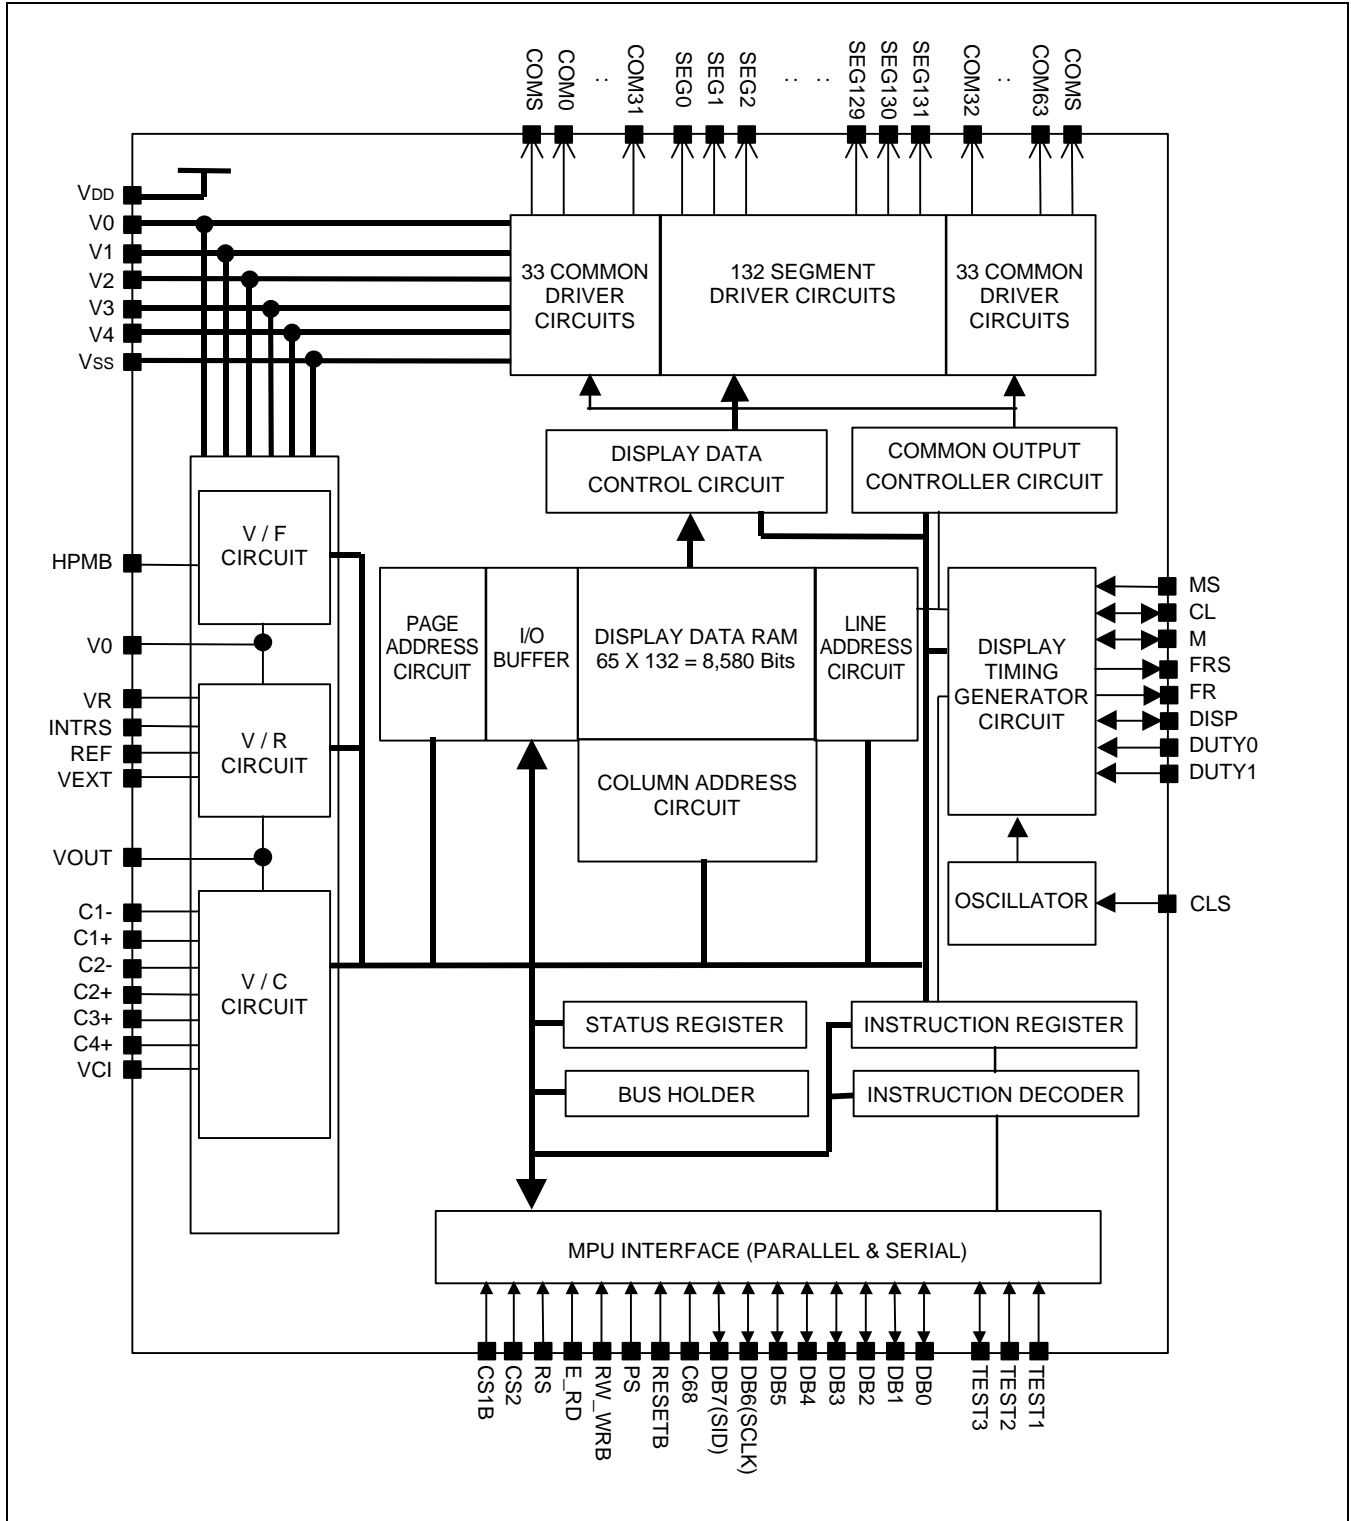 COMS
COM0
: :
COM31
SEG0
SEG1
SEG2
: :
: :
SEG129
SEG130
SEG131
COM32
: :
COM63
COMS
VDD
V0
V1
V2
V3
V4
VSS
33 COMMON
DRIVER
CIRCUITS
132 SEGMENT
DRIVER CIRCUITS
33 COMMON
DRIVER
CIRCUITS
DISPLAY DATA
CONTROL CIRCUIT
COMMON OUTPUT
CONTROLLER CIRCUIT
V / F
CIRCUIT
HPMB
V0
VR
INTRS
REF
VEXT
V / R
CIRCUIT
VOUT
C1-
C1+
C2-
C2+
C3+
C4+
VCI
V / C
CIRCUIT
PAGE
ADDRESS
CIRCUIT
I/O
BUFFER
DISPLAY DATA RAM
65 X 132 = 8,580 Bits
LINE
ADDRESS
CIRCUIT
COLUMN ADDRESS
CIRCUIT
DISPLAY
TIMING
GENERATOR
CIRCUIT
MS
CL
M
FRS
FR
DISP
DUTY0
DUTY1
OSCILLATOR
CLS
STATUS REGISTER
INSTRUCTION REGISTER
BUS HOLDER
INSTRUCTION DECODER
MPU INTERFACE (PARALLEL & SERIAL)
CS1B
CS2
RS
E_RD
RW_WRB
PS
RESETB
C68
DB7(SID)
DB6(SCLK)
DB5
DB4
DB3
DB2
DB1
DB0
TEST3
TEST2
TEST1